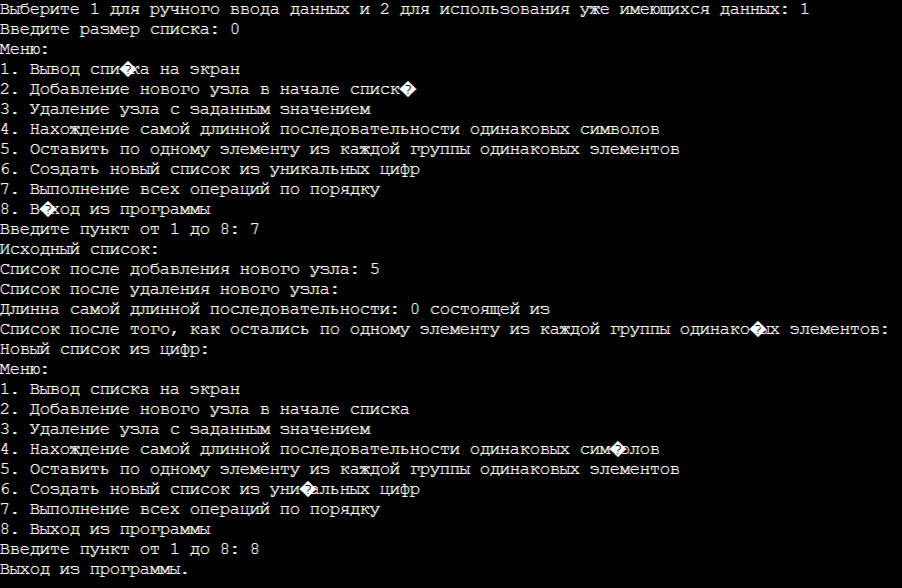 Выберите 1 для ручного ввода данных и 2 для использования уже имеющихся данных: 1
Введите размер списка: 0
Меню:
1. Вывод спи�ка на экран
2. Добавление нового узла в начале списк�
3. Удаление узла с заданным значением
4. Нахождение самой длинной последовательности одинаковых символов
5. Оставить по одному элементу из каждой группы одинаковых элементов
6. Создать новый список из уникальных цифр
7. Выполнение всех операций по порядку
8. В�ход из программы
Введите пункт от 1 до 8: 7
Исходный список:
Список после добавления нового узла: 5
Список после удаления нового узла:
Длинна самой длинной последовательности: 0 состоящей из
Список после того, как остались по одному элементу из каждой группы одинако�ых элементов:
Новый список из цифр:
Меню:
1. Вывод списка на экран
2. Добавление нового узла в начале списка
3. Удаление узла с заданным значением
4. Нахождение самой длинной последовательности одинаковых сим�олов
5. Оставить по одному элементу из каждой группы одинаковых элементов
6. Создать новый список из уни�альных цифр
7. Выполнение всех операций по порядку
8. Выход из программы
Введите пункт от 1 до 8: 8
Выход из программы.